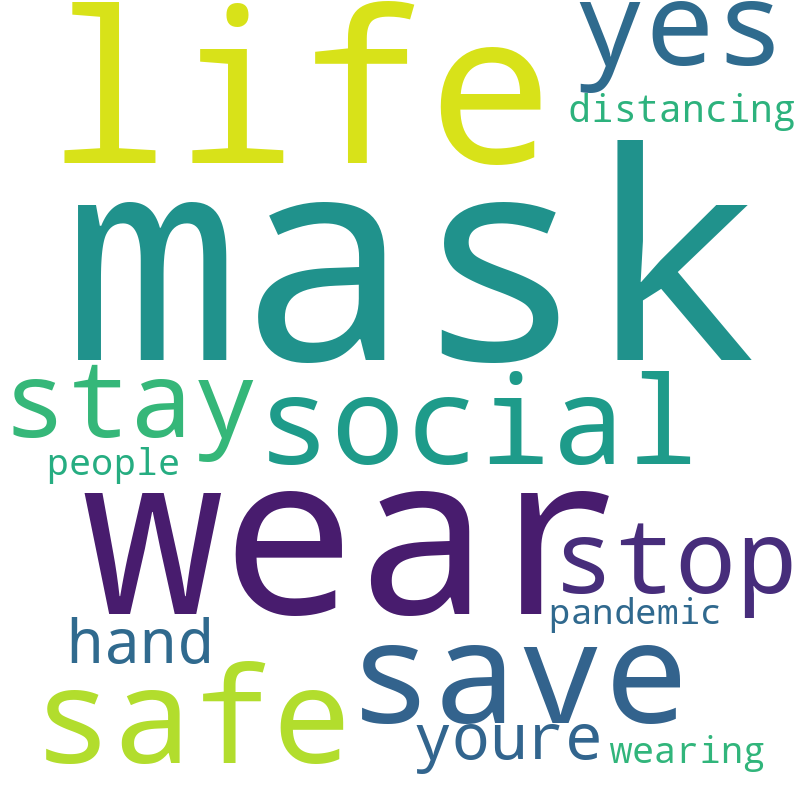 life
yes
distancing
mask
stay
social
people
wear
stop
pandemic
hand
save
safe
youre
wearing